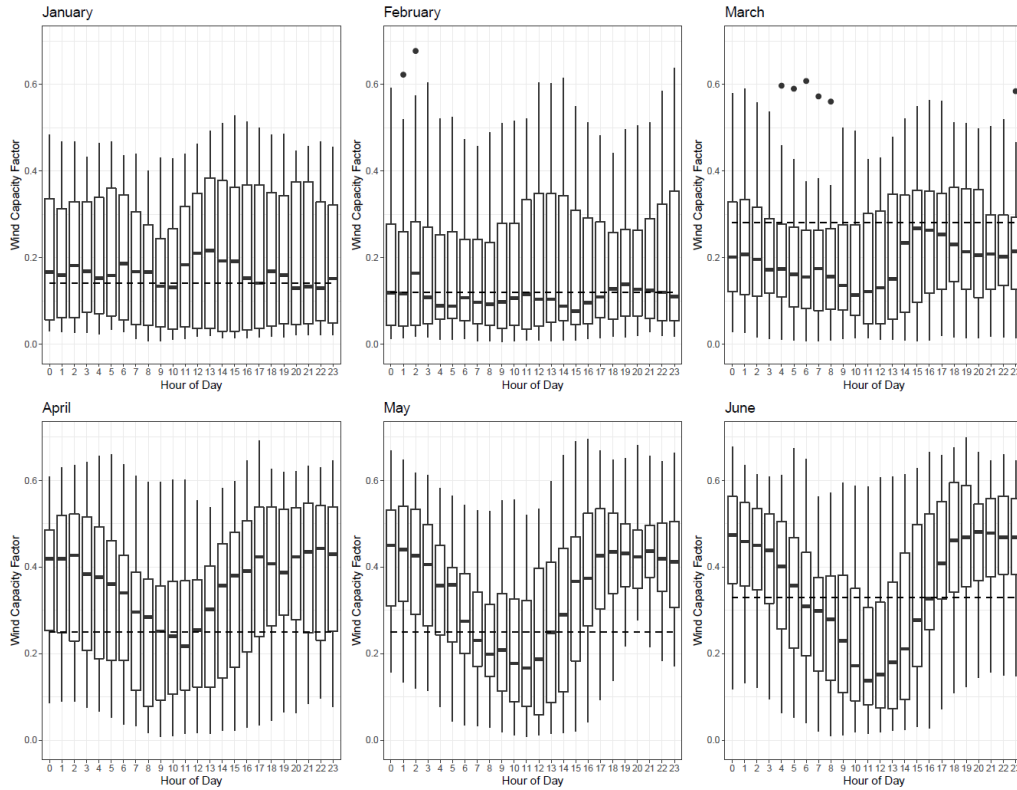 January
February
March
Wind Capacity Factor
0.6
0.4
0.2
0.0
0 1 2 3 4 5 6 7 8 9 10 11 12 13 14 15 16 17 18 19 20 21 22 23
Hour of Day
Wind Capacity Factor
0.6
0.4
0.2
0.0
0 1 2 3 4 5 6 7 8 9 10 11 12 13 14 15 16 17 18 19 20 21 22 23
Hour of Day
Wind Capacity Factor
0.6
0.4
0.2
0.0
0 1 2 3 4 5 6 7 8 9 10 11 12 13 14 15 16 17 18 19 20 21 22 23
Hour of Day
April
May
June
Wind Capacity Factor
0.6
0.4
0.2
0.0
0 1 2 3 4 5 6 7 8 9 10 11 12 13 14 15 16 17 18 19 20 21 22 23
Hour of Day
Wind Capacity Factor
0.6
0.4
0.2
0.0
0 1 2 3 4 5 6 7 8 9 10 11 12 13 14 15 16 17 18 19 20 21 22 23
Hour of Day
Wind Capacity Factor
0.6
0.4
0.2
0.0
0 1 2 3 4 5 6 7 8 9 10 11 12 13 14 15 16 17 18 19 20 21 22 23
Hour of Day